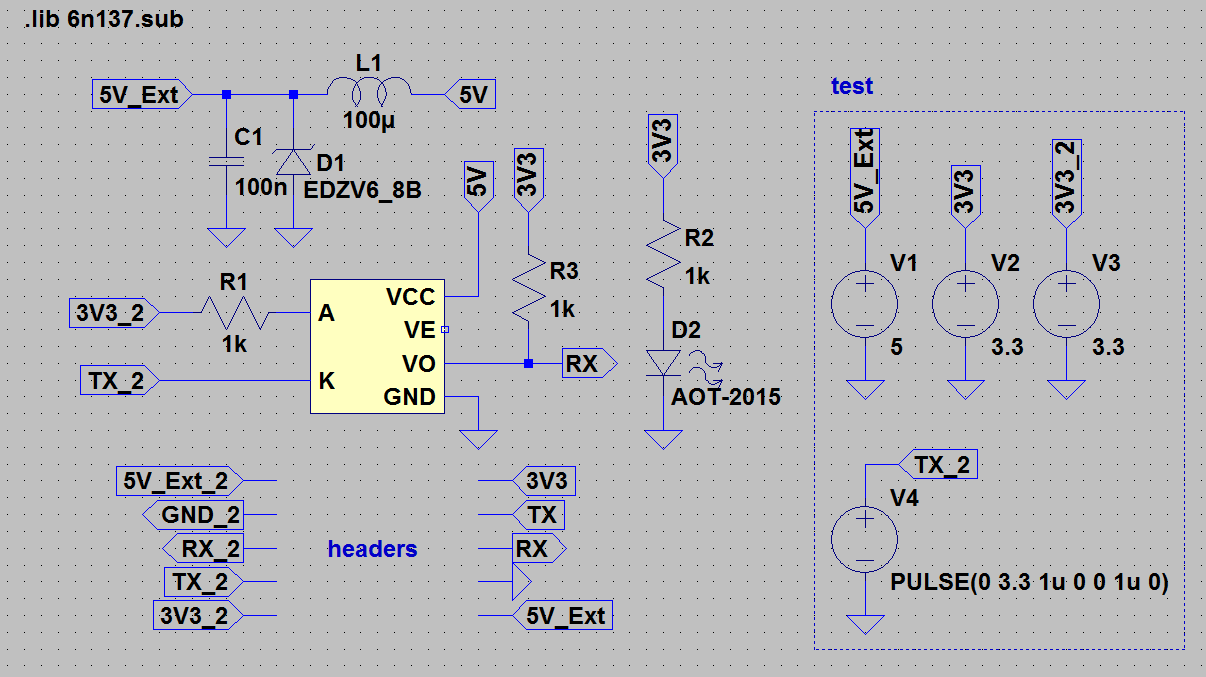 .lib 6n137.sub
L1
5V_Ext
5V
100µ
C1
100n
D1
EDZV6_8B
5V
3V3
R3
1k
R1
3V3_2
1k
TX_2
A
K
VCC
VE
VO
GND
RX
3V3
R2
1k
D2
AOT-2015
5V_Ext_2
GND_2
RX_2
TX_2
3V3_2
headers
3V3
TX
RX
5V_Ext
test
5V_Ext
3V3
3V3_2
V1
5
V2
3.3
V3
3.3
TX_2
V4
PULSE(0 3.3 1u 0 0 1u 0)